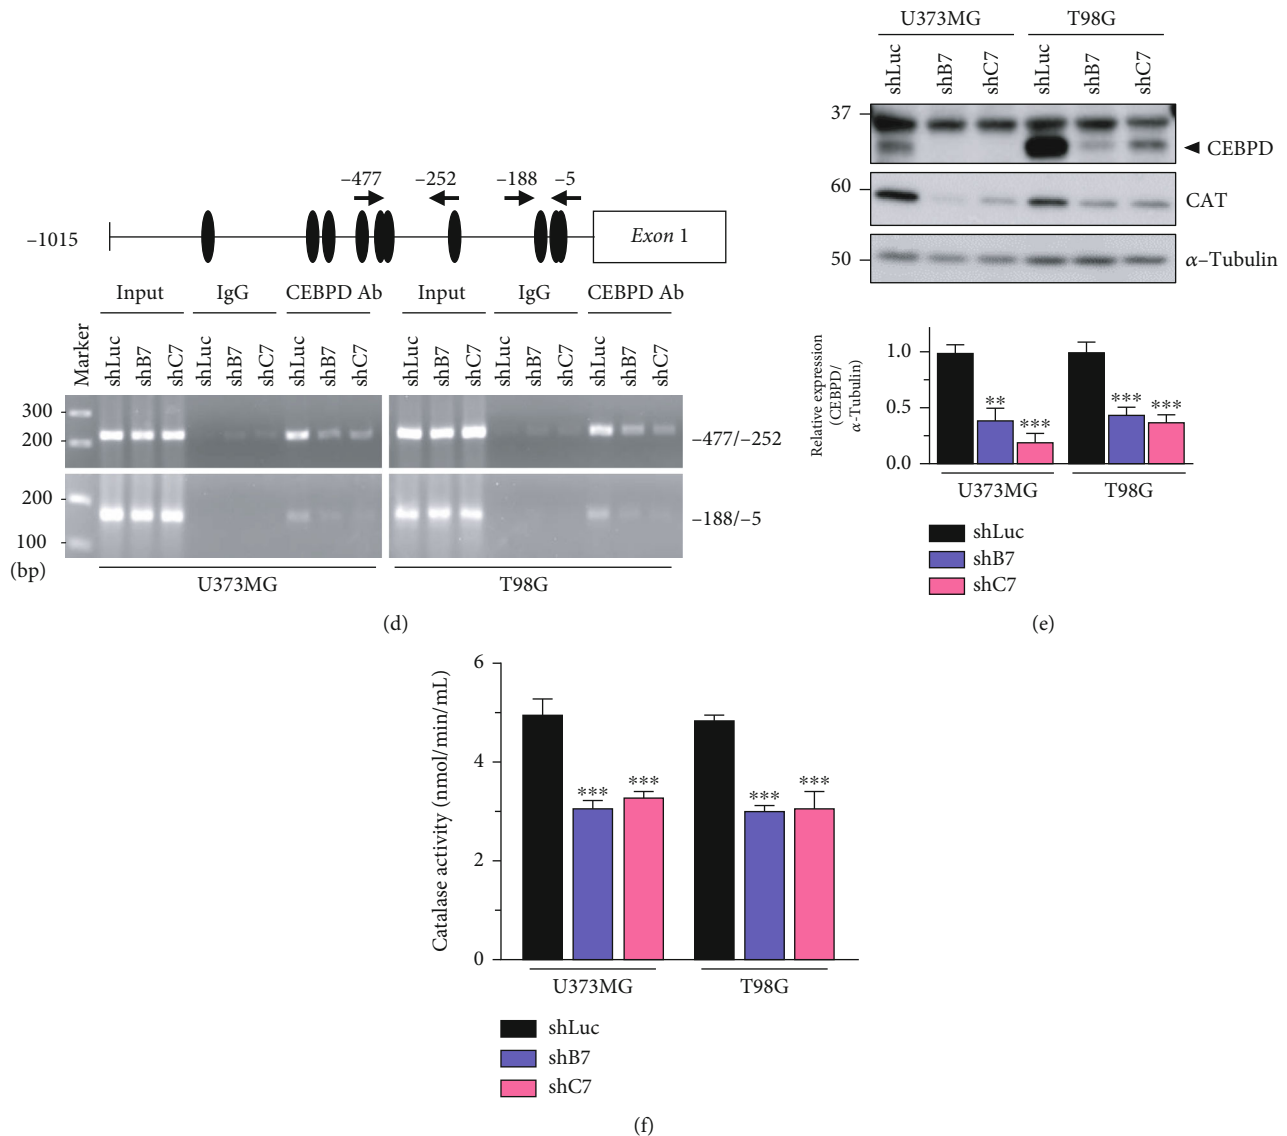 −477 −252 −188 −5
−1015
Exon 1
Input IgG CEBPD Ab Input IgG CEBPD Ab
Marker shLuc shB7 shC7 shLuc shB7 shC7 shLuc shB7 shC7 shLuc shB7 shC7 shLuc shB7 shC7 shLuc shB7 shC7
300
200
−477/−252
200
100
−188/−5
(bp)
U373MG T98G
(d)
U373MG T98G
shLuc shB7 shC7 shLuc shB7 shC7
37
CEBPD
60
CAT
50
α–Tubulin
Relative expression
(CEBPD/
α-Tubulin)
1.0
0.5
0.0
** *** *** ***
U373MG T98G
shLuc
shB7
shC7
(e)
Catalase activity (nmol/min/mL)
6
4
2
0
*** *** *** ***
U373MG T98G
shLuc
shB7
shC7
(f)